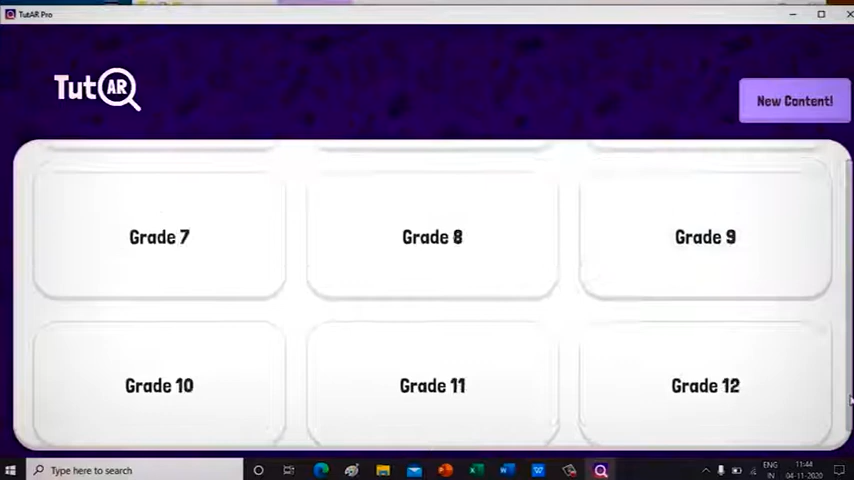 TutAR Pro
TutAR
New Content!
Grade 7
Grade 8
Grade 9
Grade 10
Grade 11
Grade 12
Type here to search
ENG
IN
11:44
04-11-2020